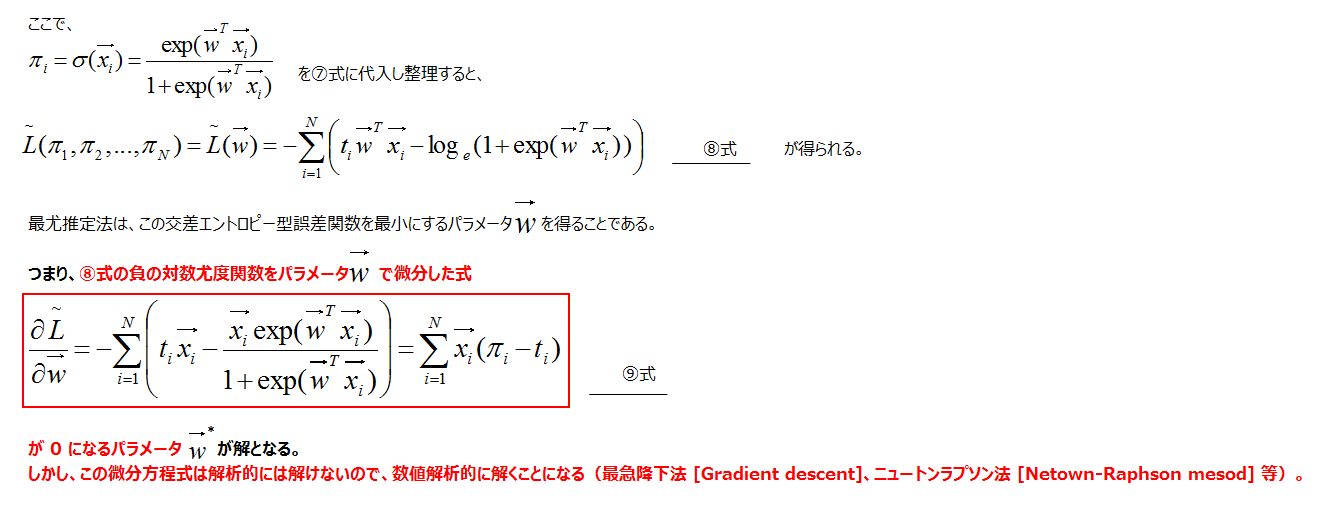 ここで、
$\pi_i = \sigma(\vec{x_i}) = \frac{\exp(\vec{w}^T \vec{x_i})}{1+\exp(\vec{w}^T \vec{x_i})}$ を⑦式に代入し整理すると、
$\tilde{L}(\pi_1, \pi_2, ..., \pi_N) = \tilde{L}(\vec{w}) = -\sum_{i=1}^{N} \left( t_i \vec{w}^T \vec{x_i} - \log_e (1+\exp(\vec{w}^T \vec{x_i})) \right)$ ⑧式 が得られる。
最尤推定法は、この交差エントロピー型誤差関数を最小にするパラメータ $\vec{w}$ を得ることである。
つまり、⑧式の負の対数尤度関数をパラメータ $\vec{w}$ で微分した式
$\frac{\partial \tilde{L}}{\partial \vec{w}} = -\sum_{i=1}^{N} \left( t_i \vec{x_i} - \frac{\vec{x_i} \exp(\vec{w}^T \vec{x_i})}{1+\exp(\vec{w}^T \vec{x_i})} \right) = \sum_{i=1}^{N} \vec{x_i} (\pi_i - t_i)$ ⑨式
が 0 になるパラメータ $\vec{w}^*$ が解となる。
しかし、この微分方程式は解析的には解けないので、数値解析的に解くことになる（最急降下法 [Gradient descent]、ニュートンラプソン法 [Netown-Raphson mesod] 等）。